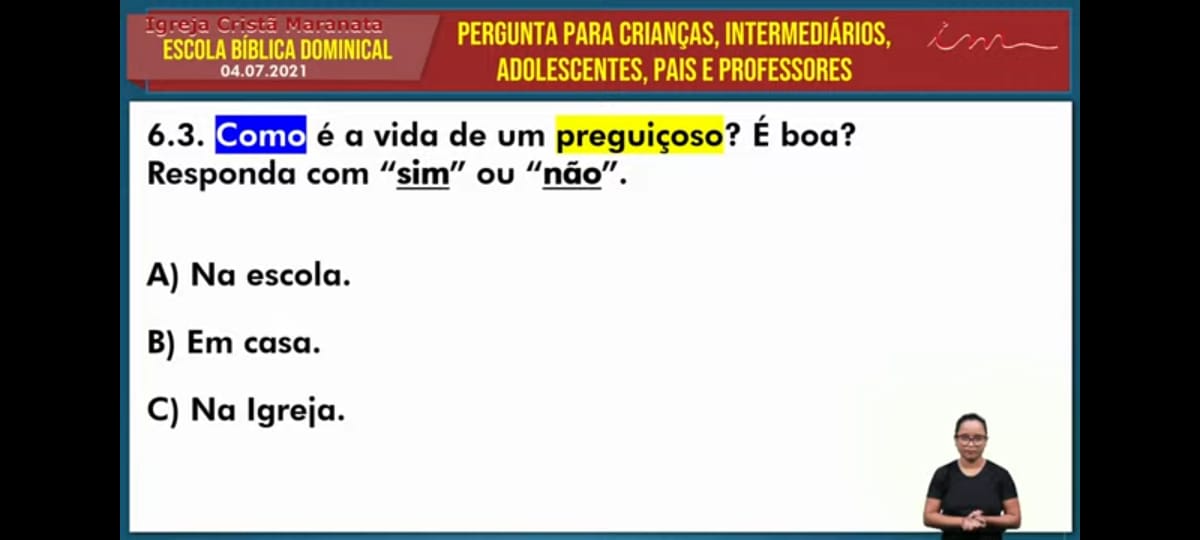 Igreja Cristã Maranata
ESCOLA BÍBLICA DOMINICAL
04.07.2021
PERGUNTA PARA CRIANÇAS, INTERMEDIÁRIOS,
ADOLESCENTES, PAIS E PROFESSORES
im
6.3. Como é a vida de um preguiçoso? É boa?
Responda com “sim” ou “não”.
A) Na escola.
B) Em casa.
C) Na Igreja.